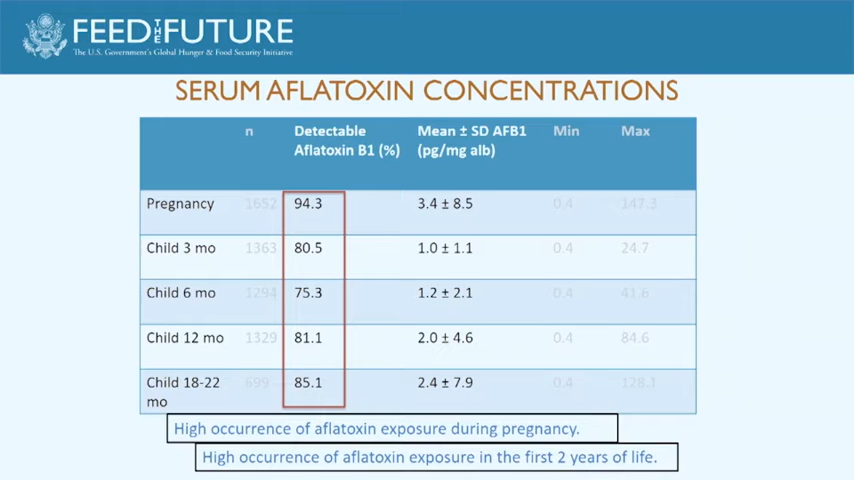 FEED THE FUTURE
The U.S. Government's Global Hunger & Food Security Initiative
SERUM AFLATOXIN CONCENTRATIONS
n Detectable Aflatoxin B1 (%) Mean ± SD AFB1 (pg/mg alb) Min Max
Pregnancy 1652 94.3 3.4 ± 8.5 0.4 147.3
Child 3 mo 1363 80.5 1.0 ± 1.1 0.4 24.7
Child 6 mo 1294 75.3 1.2 ± 2.1 0.4 41.6
Child 12 mo 1329 81.1 2.0 ± 4.6 0.4 84.6
Child 18-22 mo 699 85.1 2.4 ± 7.9 0.4 128.1
High occurrence of aflatoxin exposure during pregnancy.
High occurrence of aflatoxin exposure in the first 2 years of life.